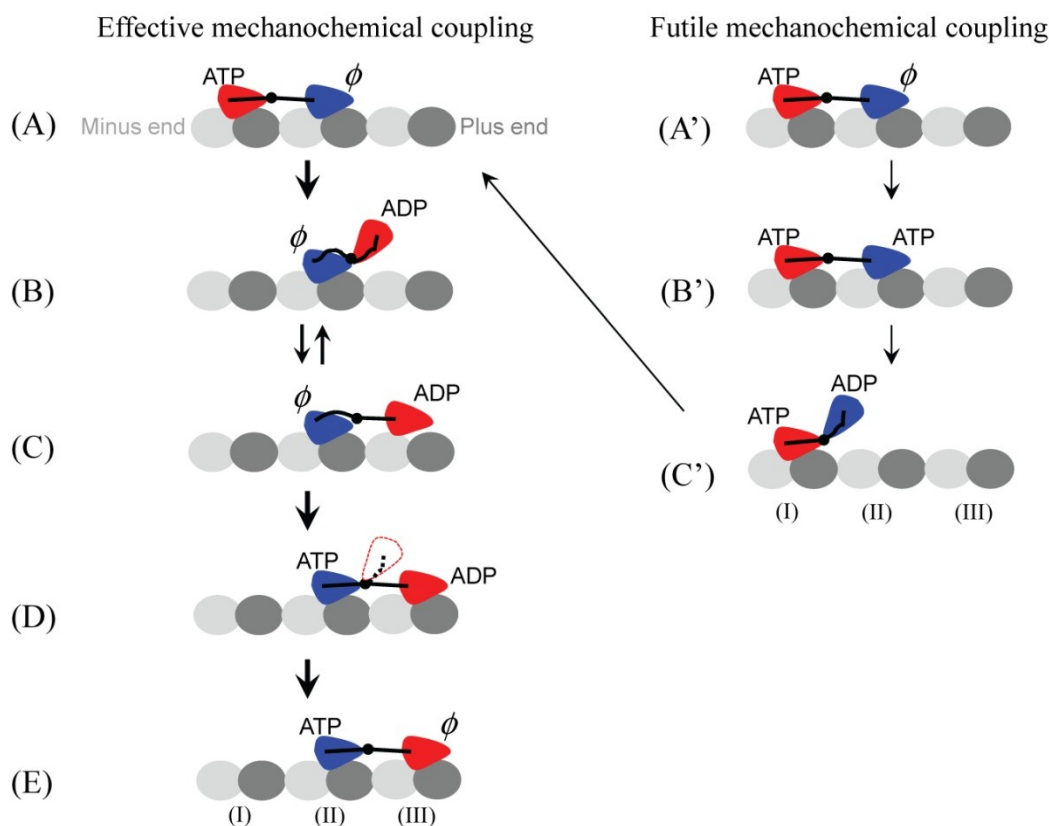 Effective mechanochemical coupling
Futile mechanochemical coupling
ATP ϕ
(A) Minus end Plus end
ADP
ϕ
(B)
ADP
ϕ
(C)
ATP ADP
(D)
ATP ϕ
(E)
(I) (II) (III)
ATP ϕ
(A’)
ATP ATP
(B’)
ADP
ATP
(C’)
(I) (II) (III)